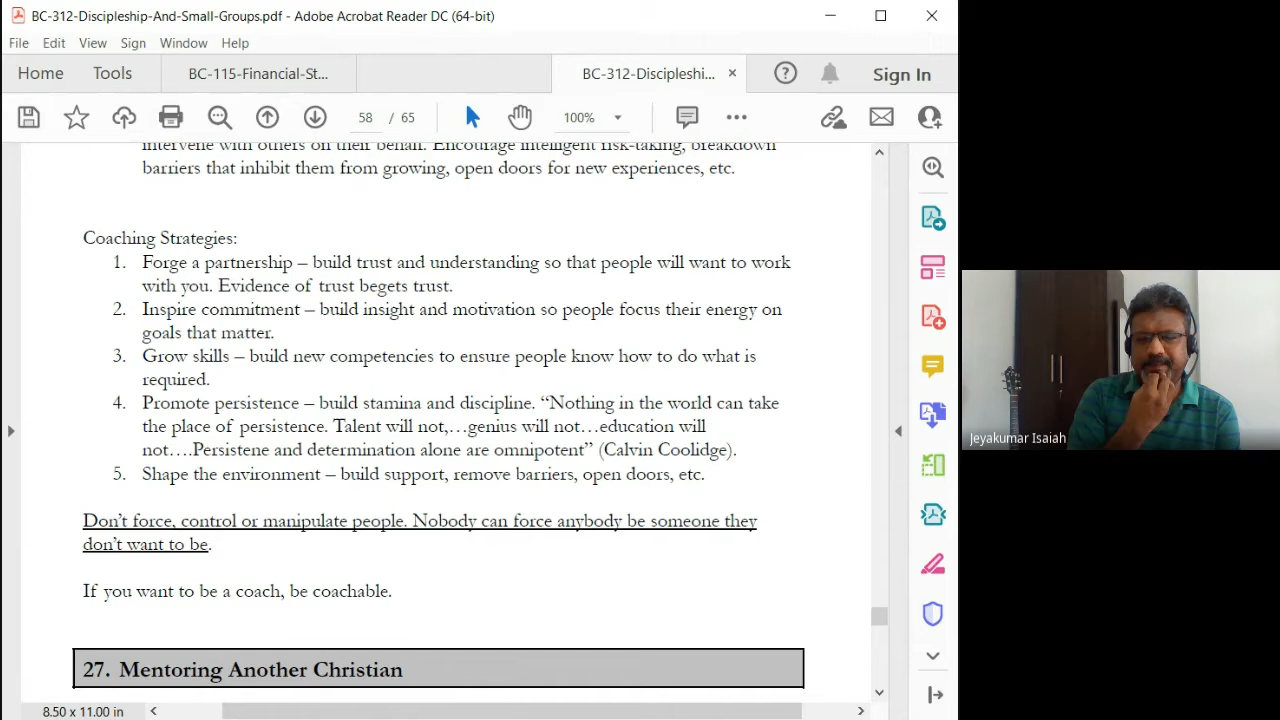 BC-312-Discipleship-And-Small-Groups.pdf - Adobe Acrobat Reader DC (64-bit)
File Edit View Sign Window Help
Home Tools BC-115-Financial-St... BC-312-Discipleshi... Sign In
58 / 65 100%
intervene with others on their behalf. Encourage intelligent risk-taking, breakdown
barriers that inhibit them from growing, open doors for new experiences, etc.
Coaching Strategies:
1. Forge a partnership – build trust and understanding so that people will want to work
with you. Evidence of trust begets trust.
2. Inspire commitment – build insight and motivation so people focus their energy on
goals that matter.
3. Grow skills – build new competencies to ensure people know how to do what is
required.
4. Promote persistence – build stamina and discipline. “Nothing in the world can take
the place of persistence. Talent will not,…genius will not…education will
not….Persistene and determination alone are omnipotent” (Calvin Coolidge).
5. Shape the environment – build support, remove barriers, open doors, etc.
Don’t force, control or manipulate people. Nobody can force anybody be someone they
don’t want to be.
If you want to be a coach, be coachable.
27. Mentoring Another Christian
8.50 x 11.00 in
Jeyakumar Isaiah